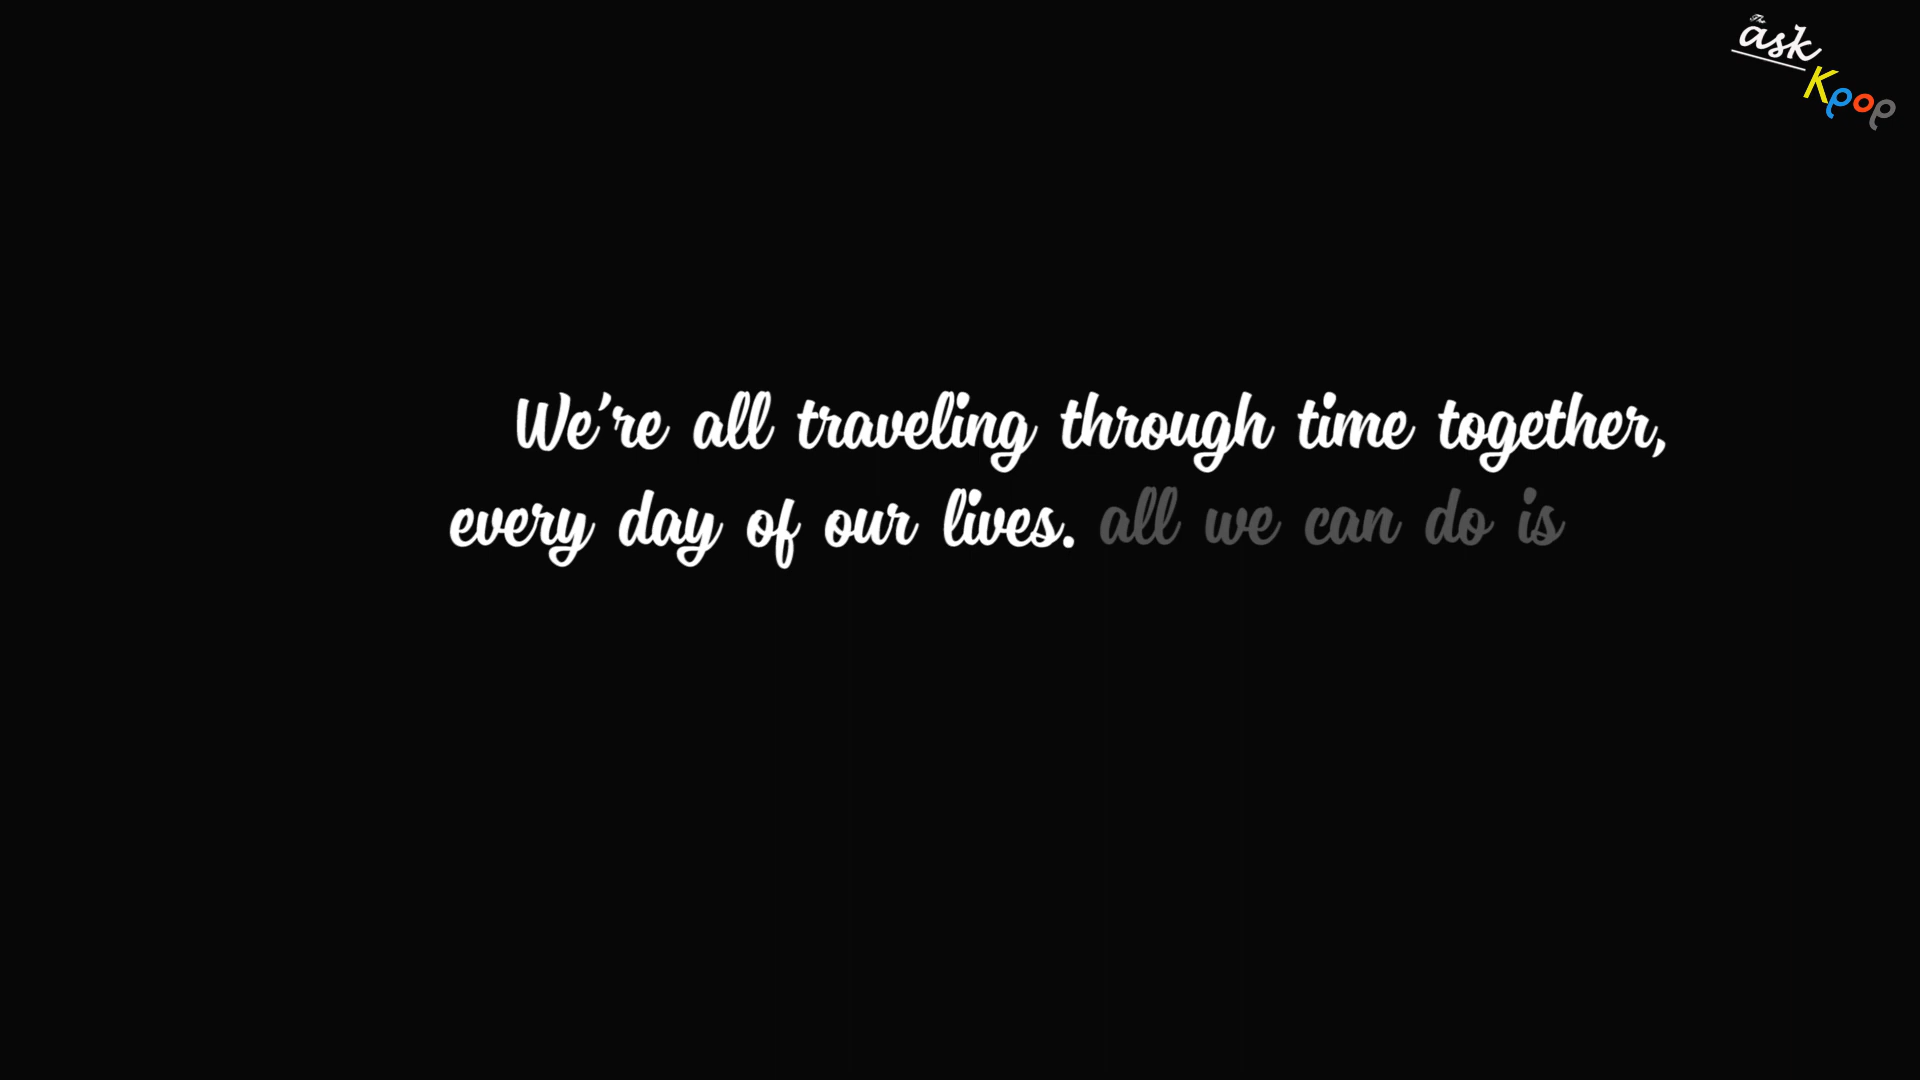 The
ask
Kpop
We're all traveling through time together,
every day of our lives. all we can do is